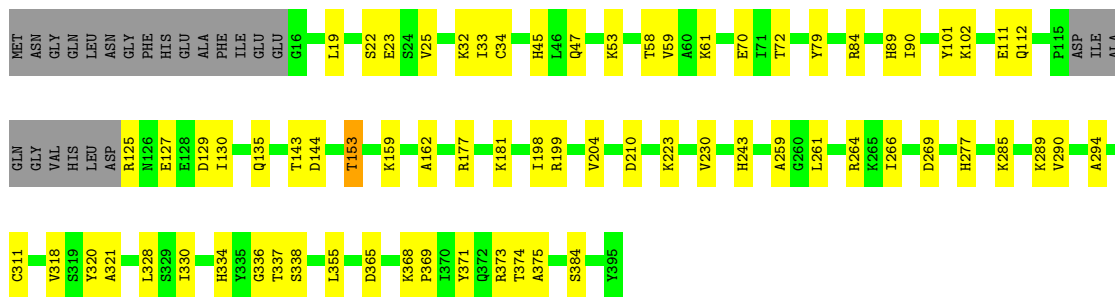 MET ASN GLY GLN LEU ASN GLY PHE HIS GLU ALA PHE ILE GLU GLU G16 L19 S22 E23 S24 V25 K32 I33 C34 H45 L46 Q47 K53 T58 V59 A60 K61 E70 I71 T72 Y79 R84 H89 I90 Y101 K102 E111 Q112 P115 ASP ILE ALA
GLN GLY VAL HIS LEU ASP R125 N126 E127 E128 D129 I130 Q135 T143 D144 T153 K159 A162 R177 K181 I198 R199 V204 D210 K223 V230 H243 A259 G260 L261 R264 K265 I266 D269 H277 K285 K289 V290 A294
C311 V318 S319 Y320 A321 L328 S329 I330 H334 Y335 G336 T337 S338 L355 D365 K368 P369 I370 Y371 Q372 R373 T374 A375 S384 Y395